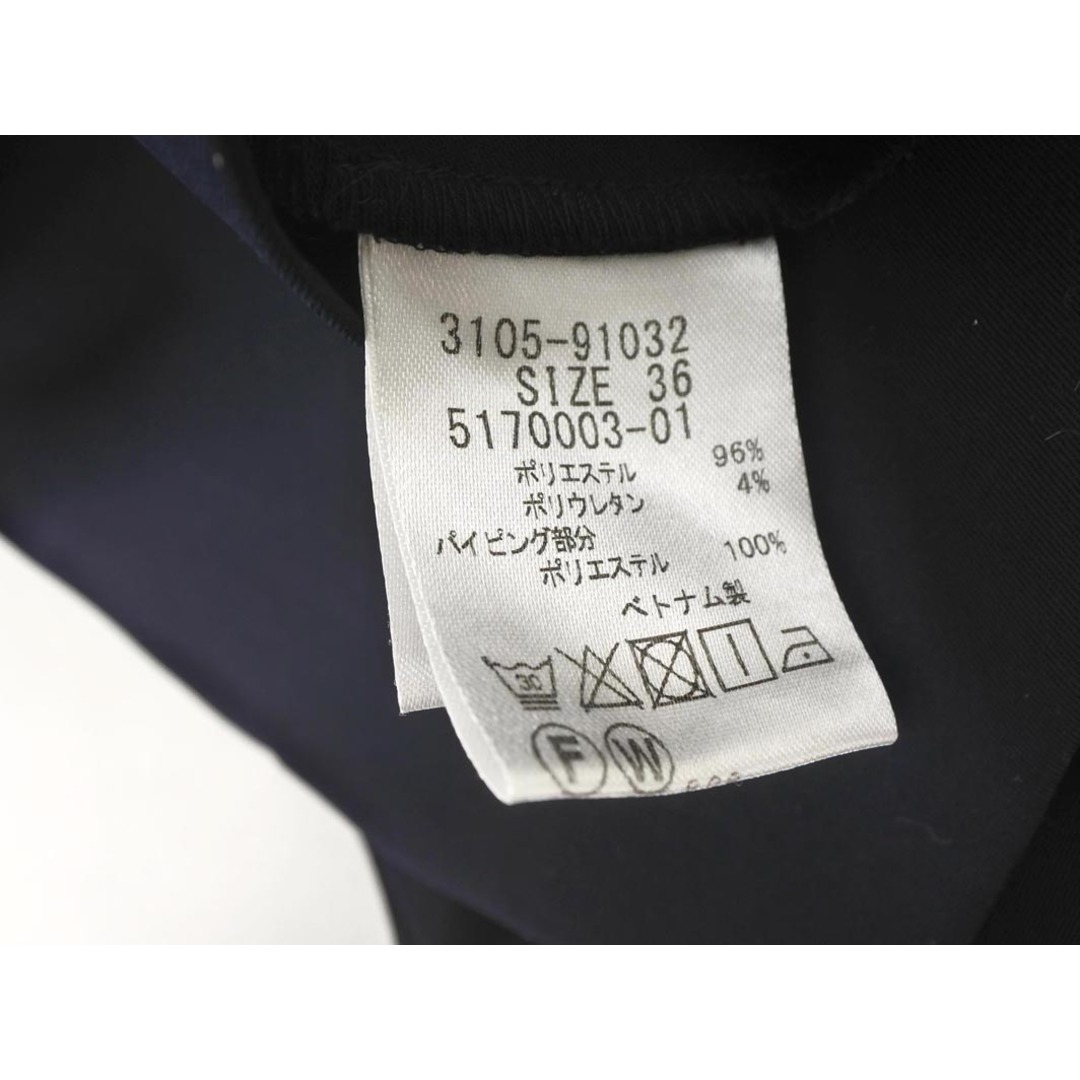 3105-91032
SIZE 36
5170003-01
ポリエステル 96%
ポリウレタン 4%
パイピング部分
ポリエステル 100%
ベトナム製
30
F W